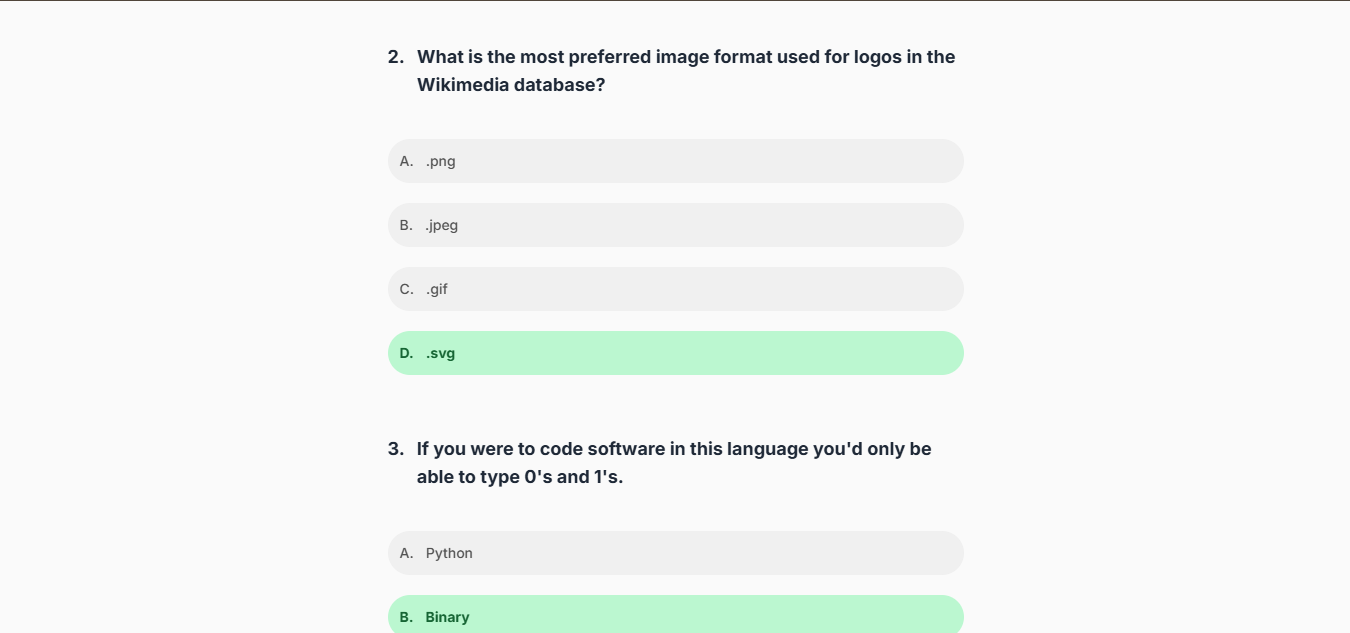 2. What is the most preferred image format used for logos in the
Wikimedia database?
A. .png
B. .jpeg
C. .gif
D. .svg
3. If you were to code software in this language you'd only be
able to type 0's and 1's.
A. Python
B. Binary